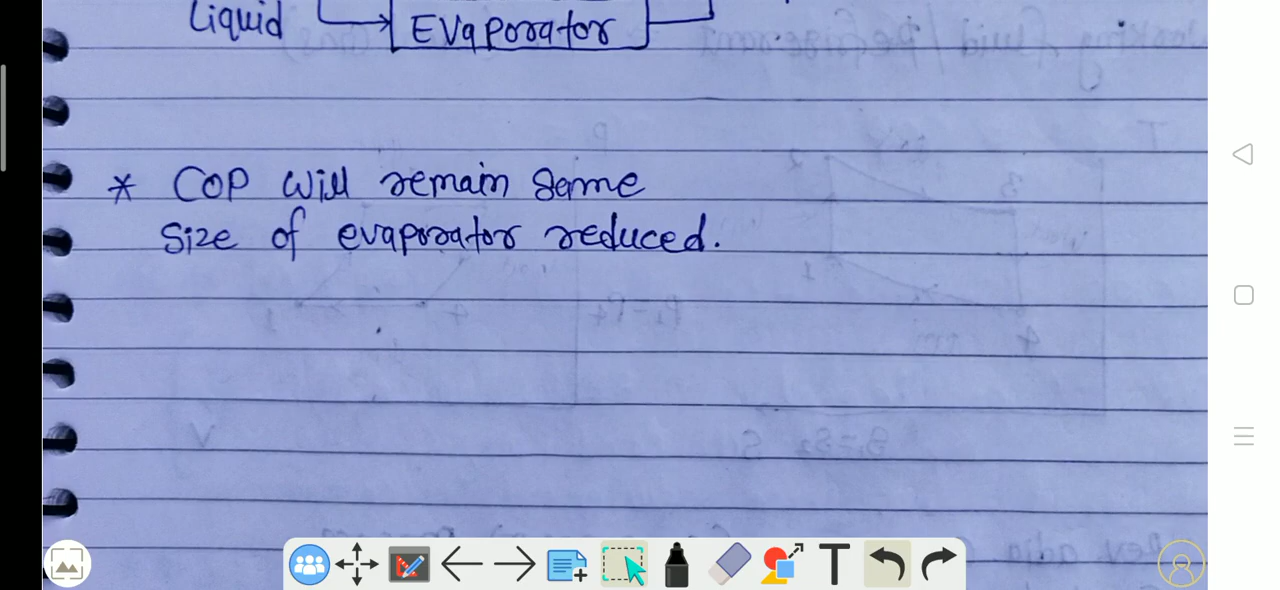 Liquid EVaporator
* COP will remain same
Size of evaporator reduced.
T